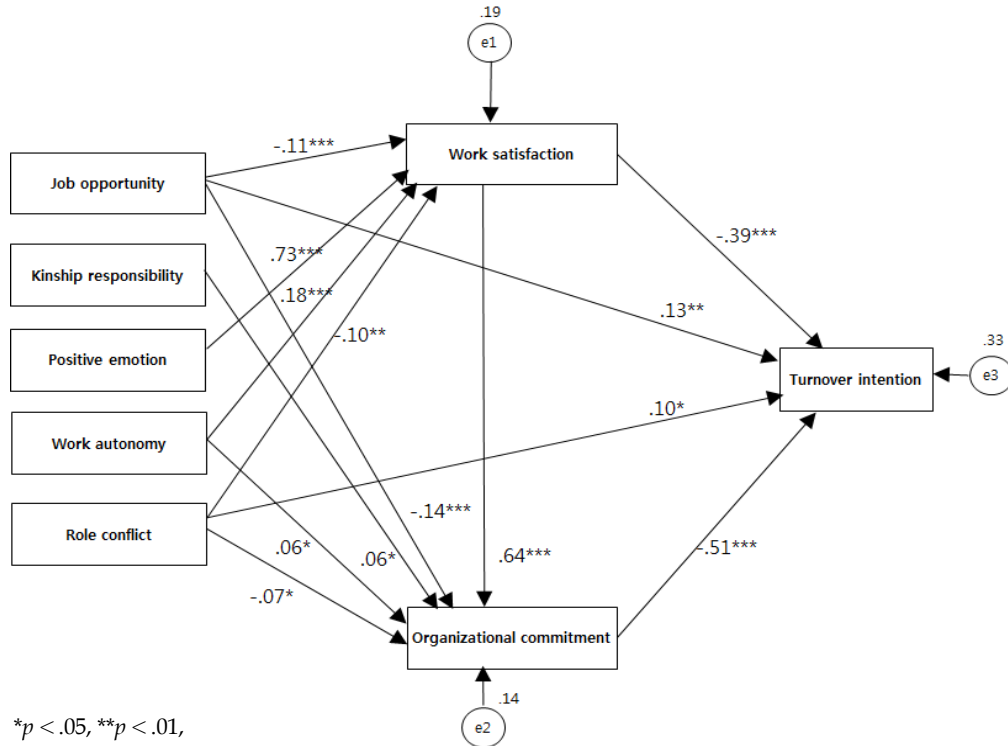 .19
e1
Work satisfaction
-.11***
Job opportunity
-.39***
.73***
Kinship responsibility
.18***
.13**
-.10**
.33
Positive emotion
Turnover intention
e3
.10*
Work autonomy
-.14***
Role conflict
.64***
-.51***
.06*
.06*
-.07*
Organizational commitment
.14
e2
*p < .05, **p < .01,